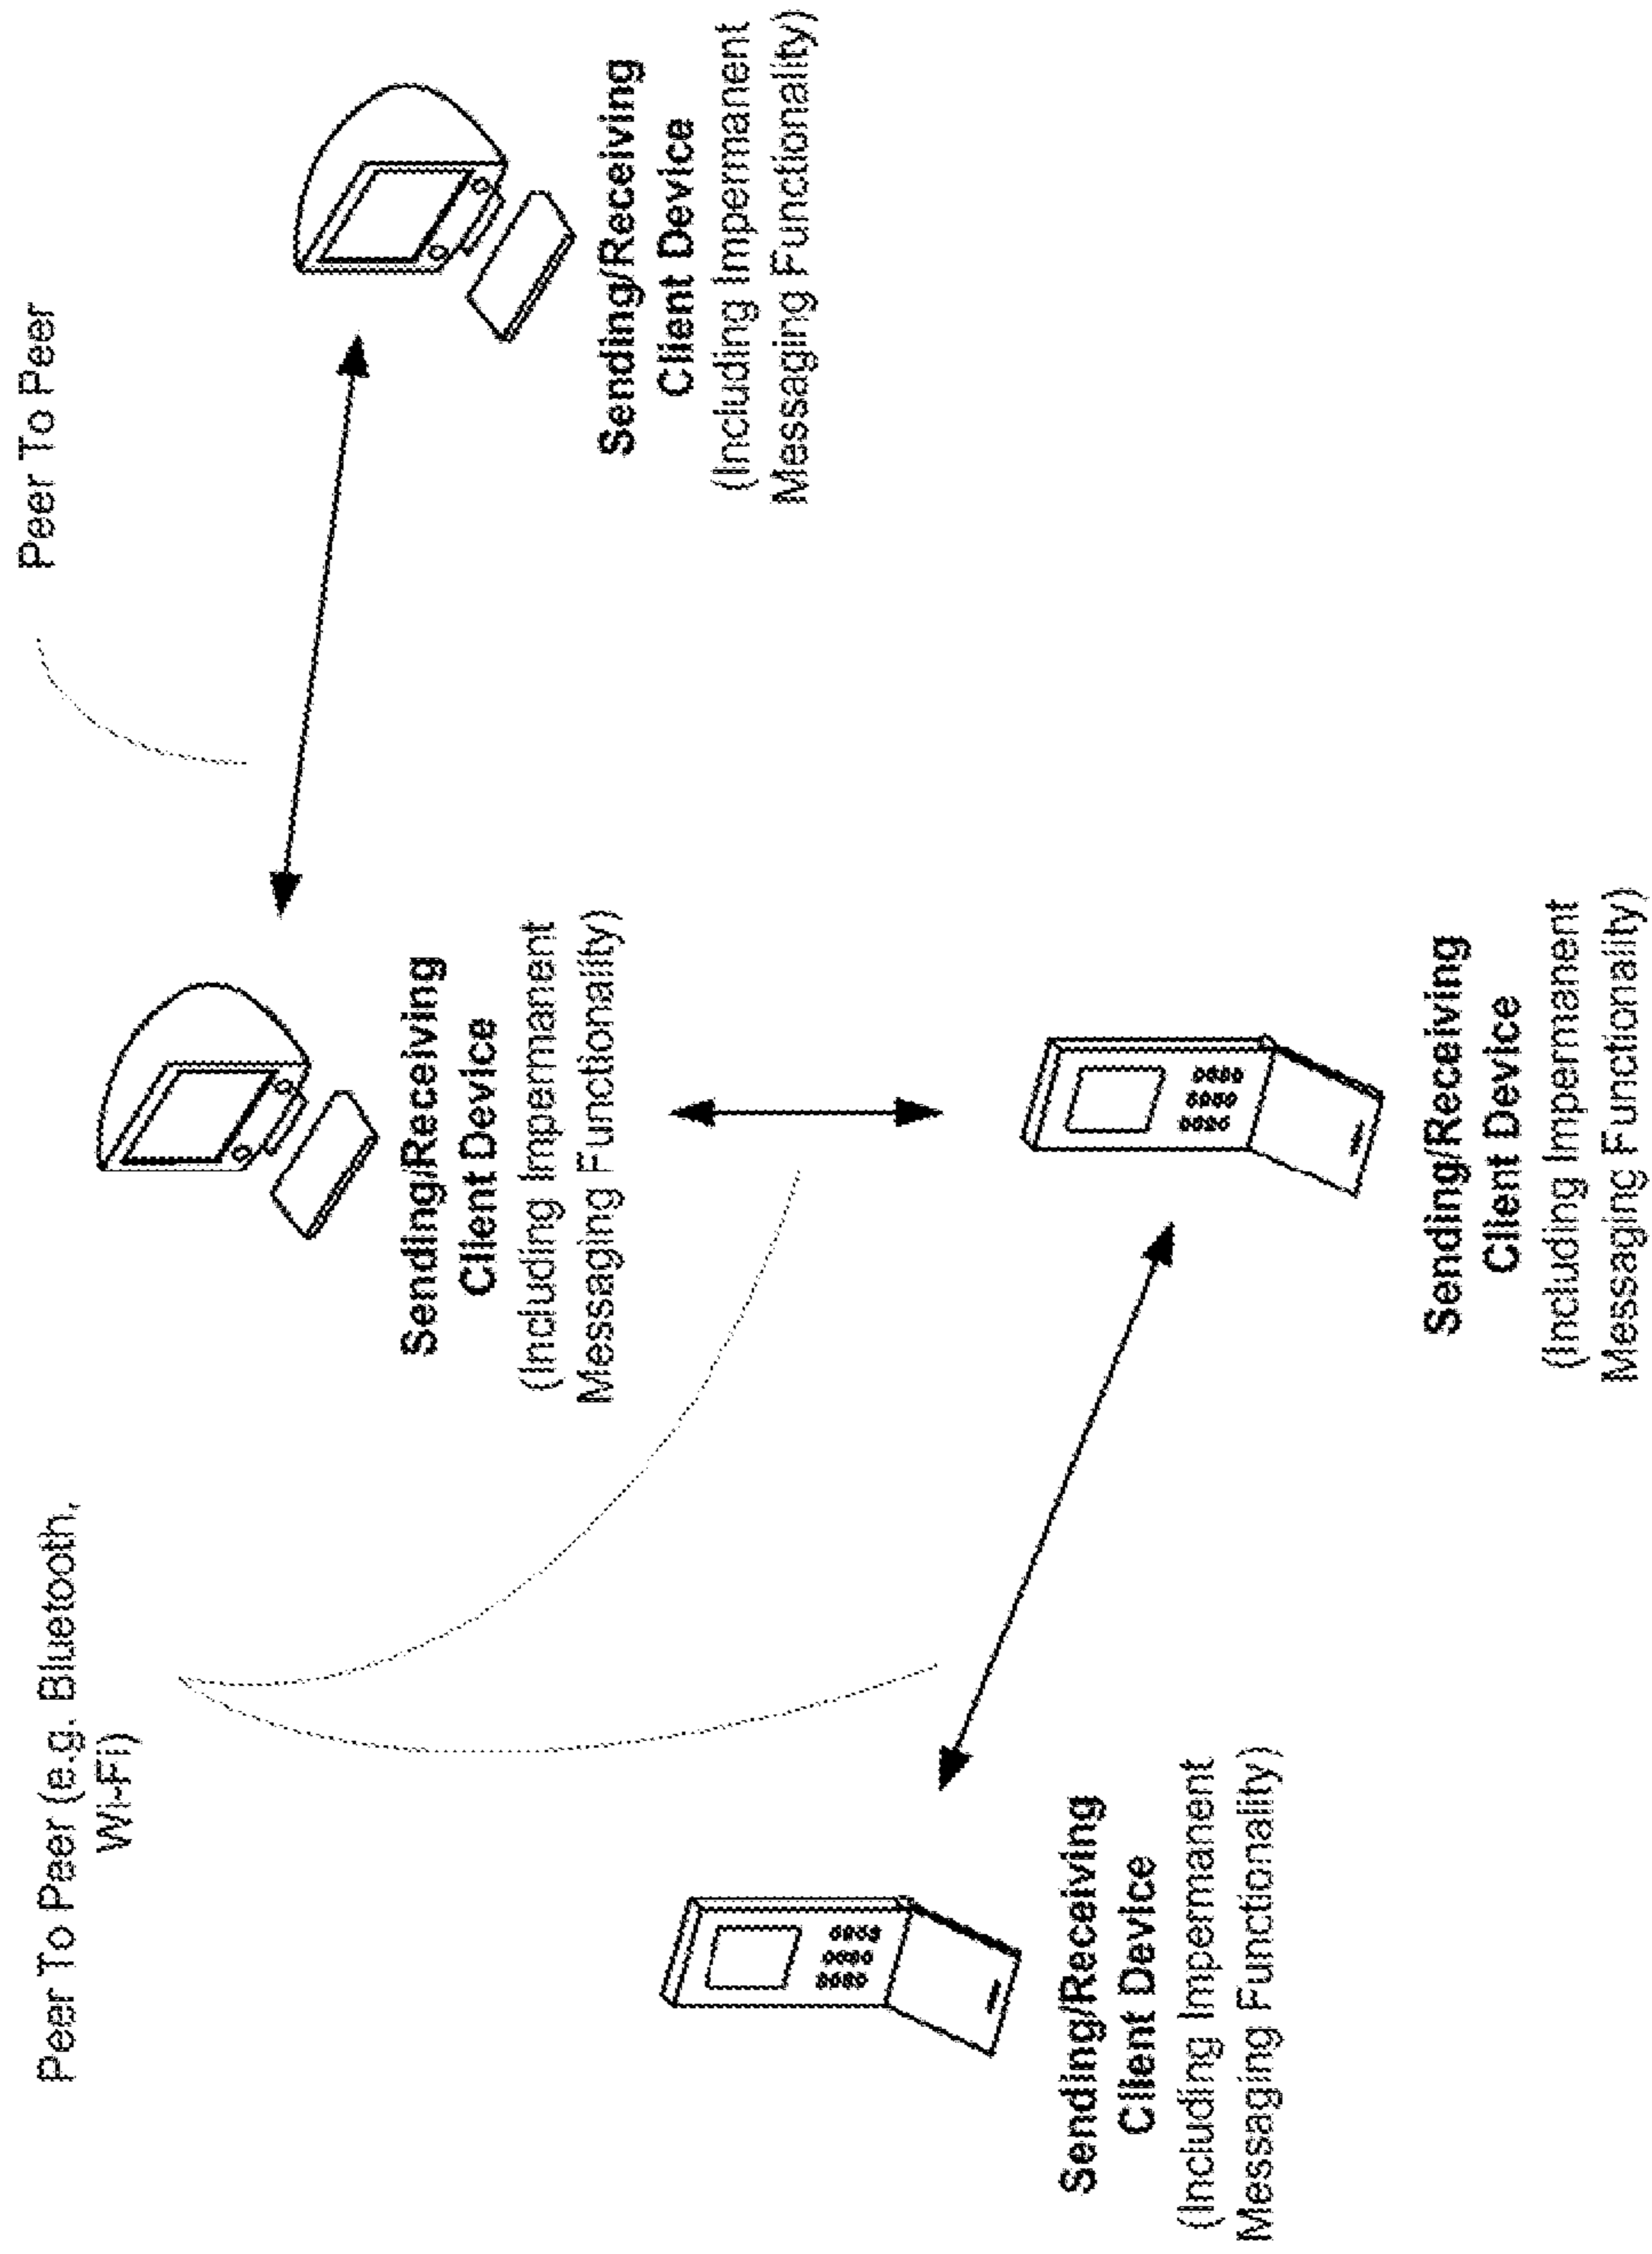 Peer To Peer (e.g. Bluetooth,
Wi-Fi)
Peer To Peer
Sending/Receiving
Client Device
(Including Impermanent
Messaging Functionality)
Sending/Receiving
Client Device
(Including Impermanent
Messaging Functionality)
Sending/Receiving
Client Device
(Including Impermanent
Messaging Functionality)
Sending/Receiving
Client Device
(Including Impermanent
Messaging Functionality)